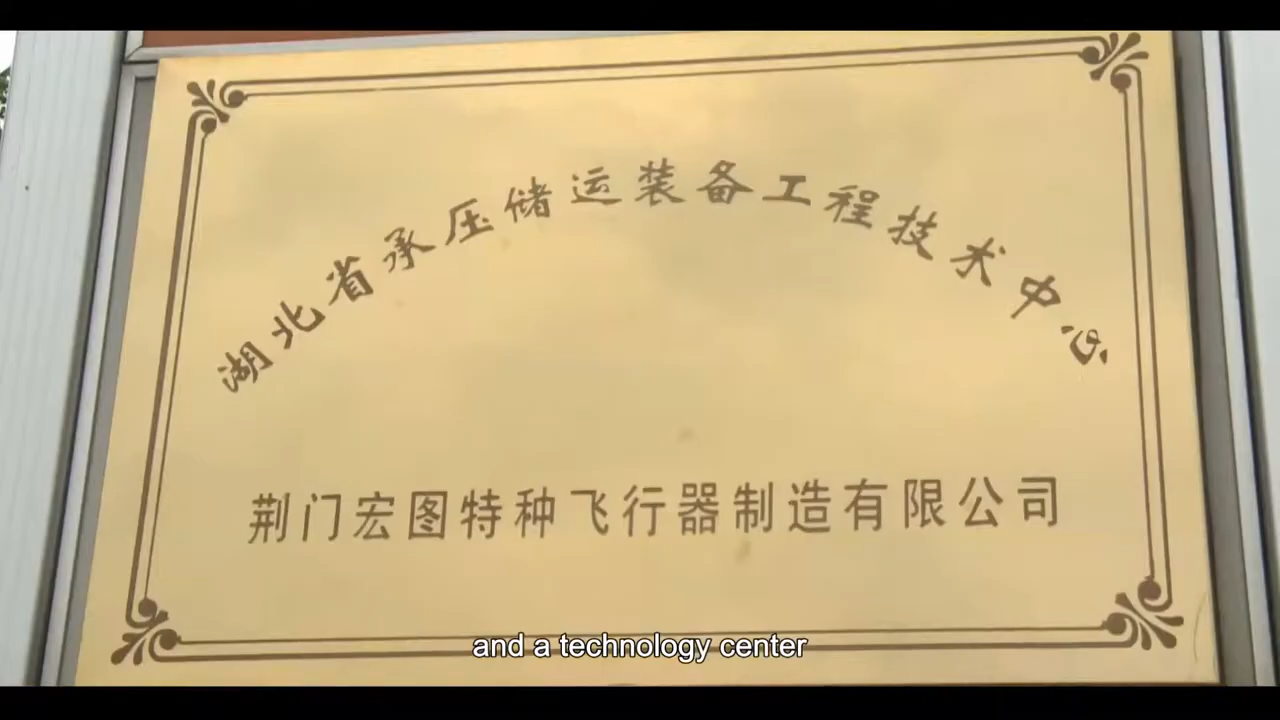 湖北省承压储运装备工程技术中心
荆门宏图特种飞行器制造有限公司
and a technology center